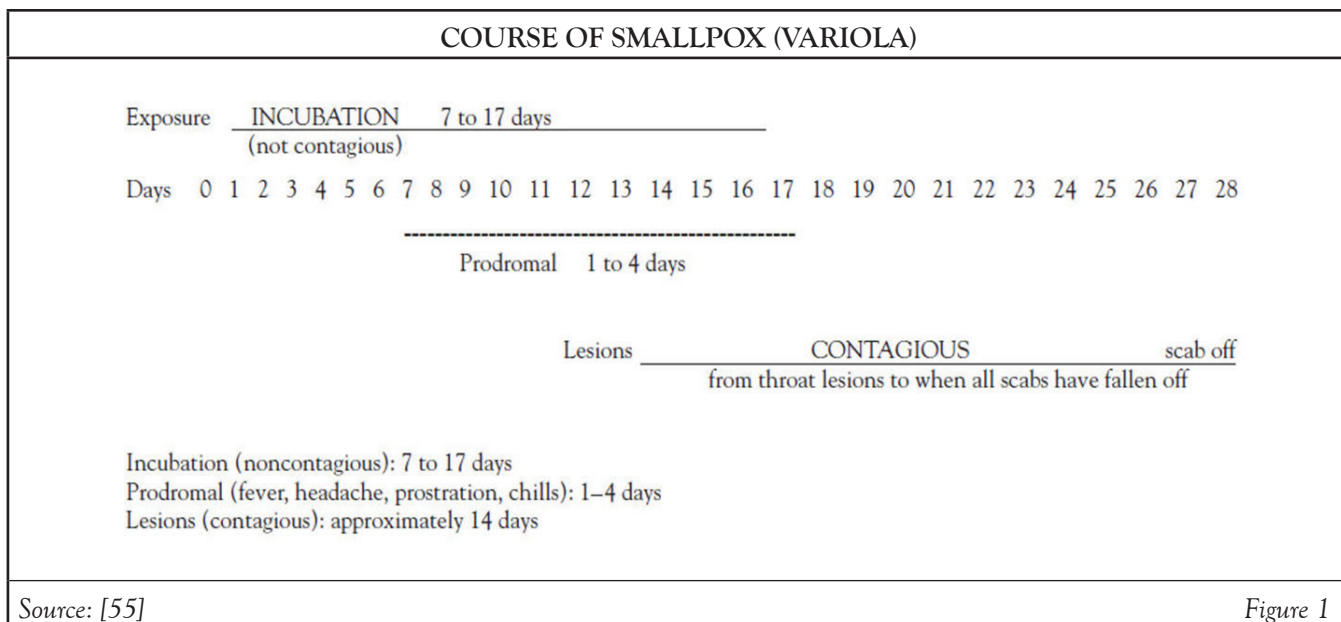 COURSE OF SMALLPOX (VARIOLA)
Exposure INCUBATION 7 to 17 days
(not contagious)
Days 0 1 2 3 4 5 6 7 8 9 10 11 12 13 14 15 16 17 18 19 20 21 22 23 24 25 26 27 28
Prodromal 1 to 4 days
Lesions CONTAGIOUS scab off
from throat lesions to when all scabs have fallen off
Incubation (noncontagious): 7 to 17 days
Prodromal (fever, headache, prostration, chills): 1–4 days
Lesions (contagious): approximately 14 days
Source: [55] Figure 1